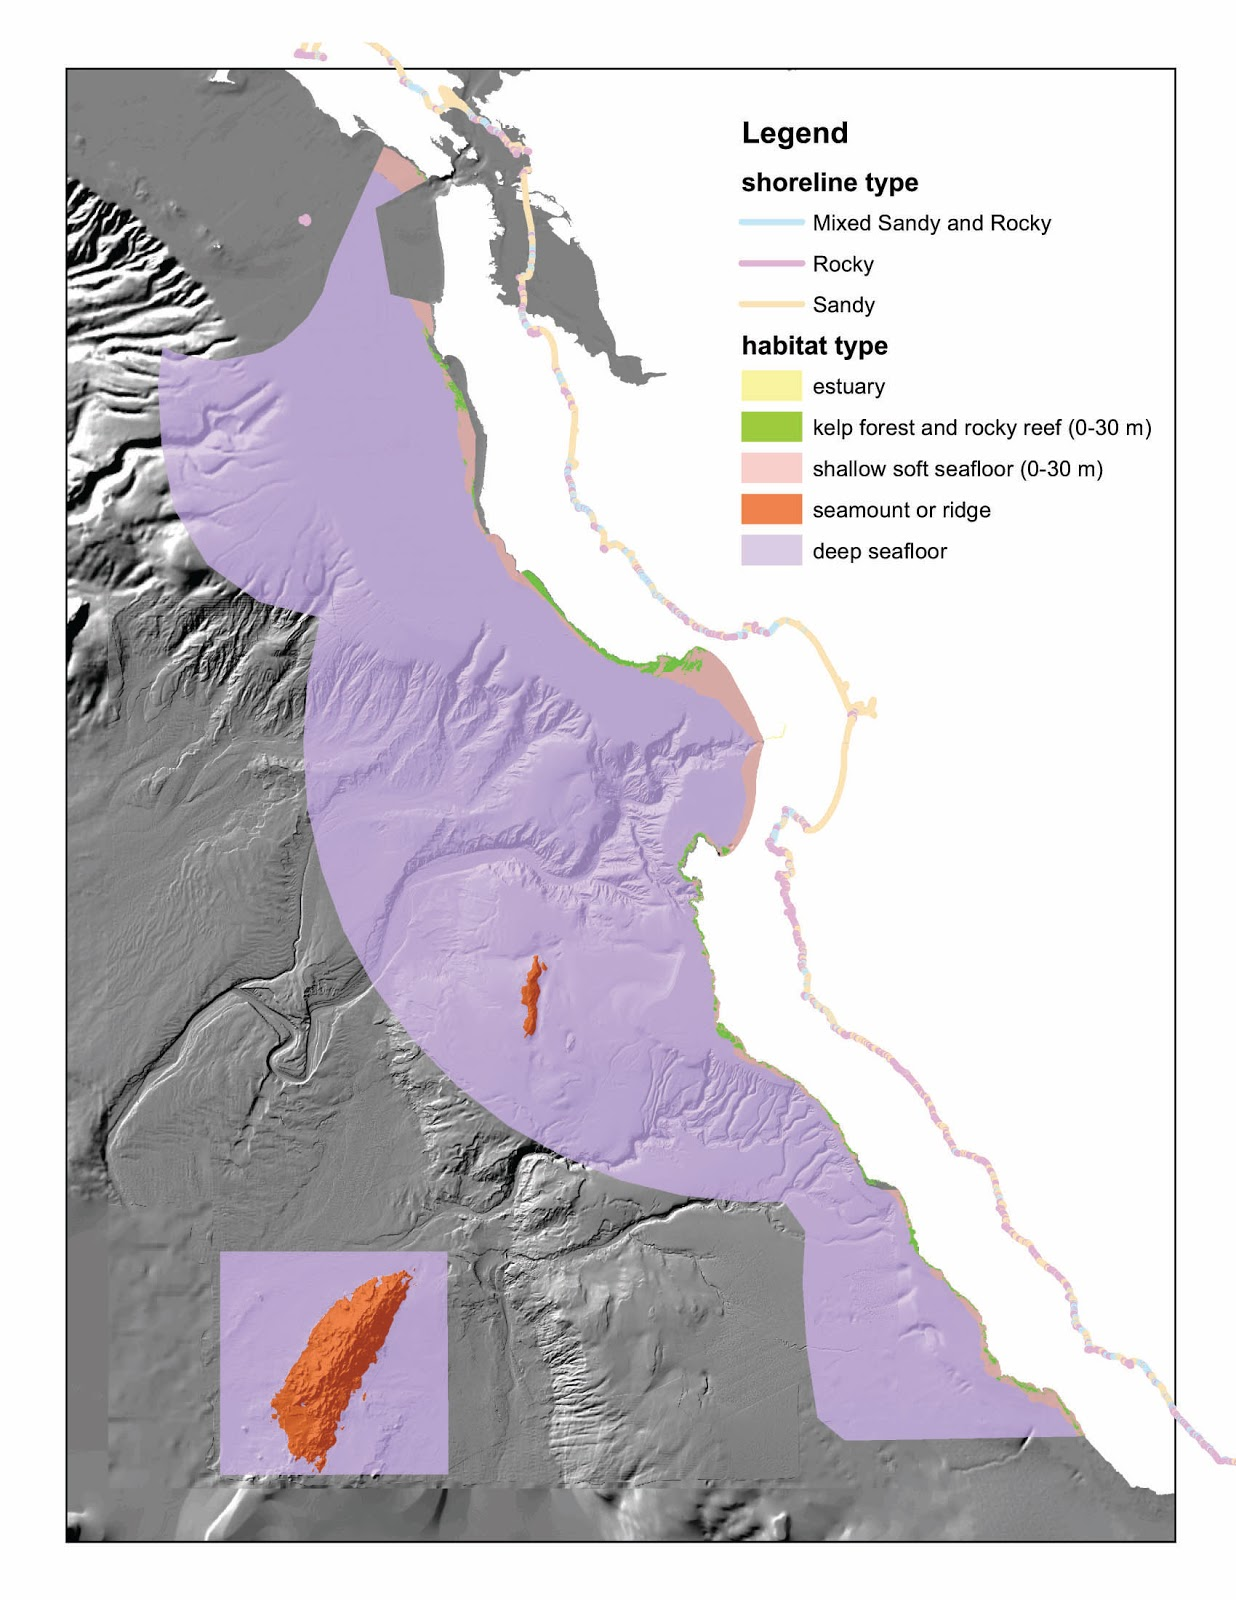 Legend
shoreline type
Mixed Sandy and Rocky
Rocky
Sandy
habitat type
estuary
kelp forest and rocky reef (0-30 m)
shallow soft seafloor (0-30 m)
seamount or ridge
deep seafloor